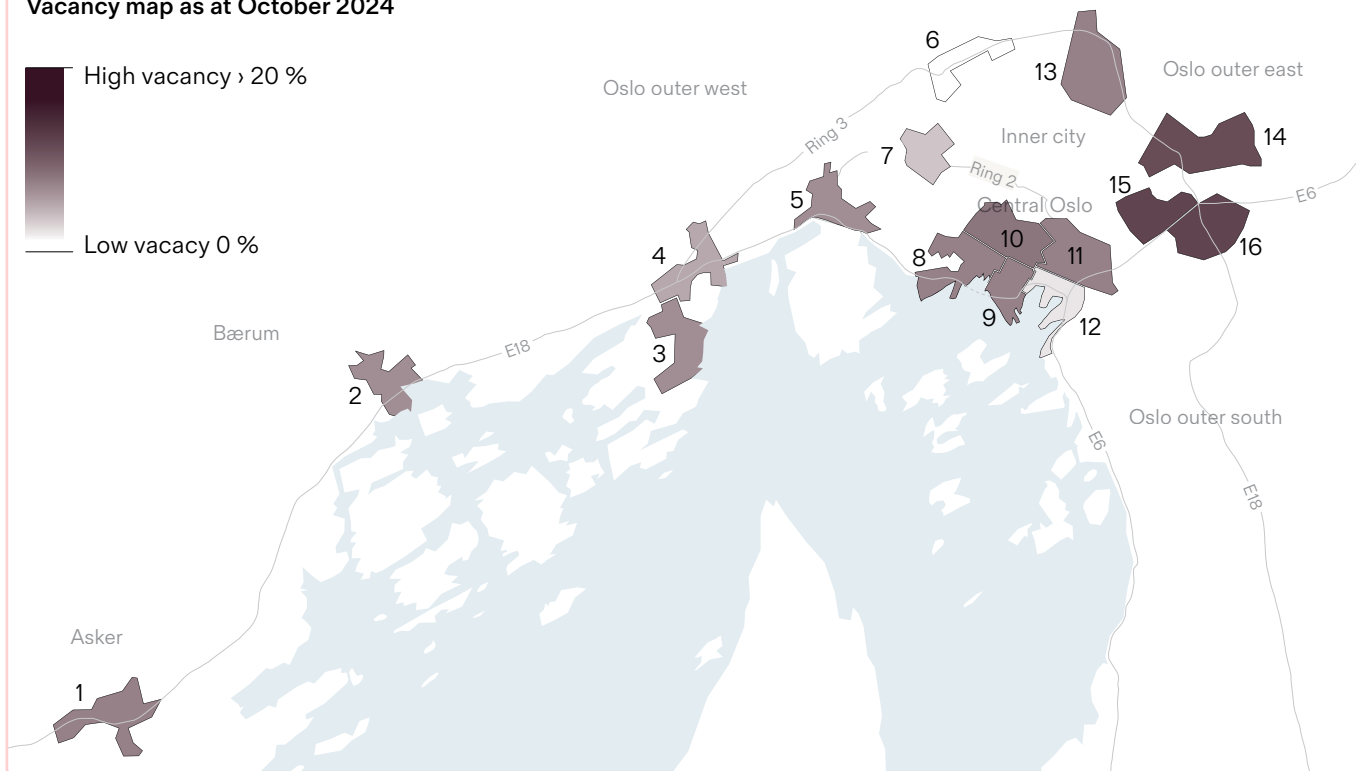 Vacancy map as at October 2024
High vacancy › 20 %
Low vacacy 0 %
6
13
Oslo outer east
Oslo outer west
Ring 3
Inner city
14
7
Ring 2
15
E6
5
Central Oslo
10
11
16
4
8
9
12
Bærum
E18
3
2
Oslo outer south
E6
E18
Asker
1